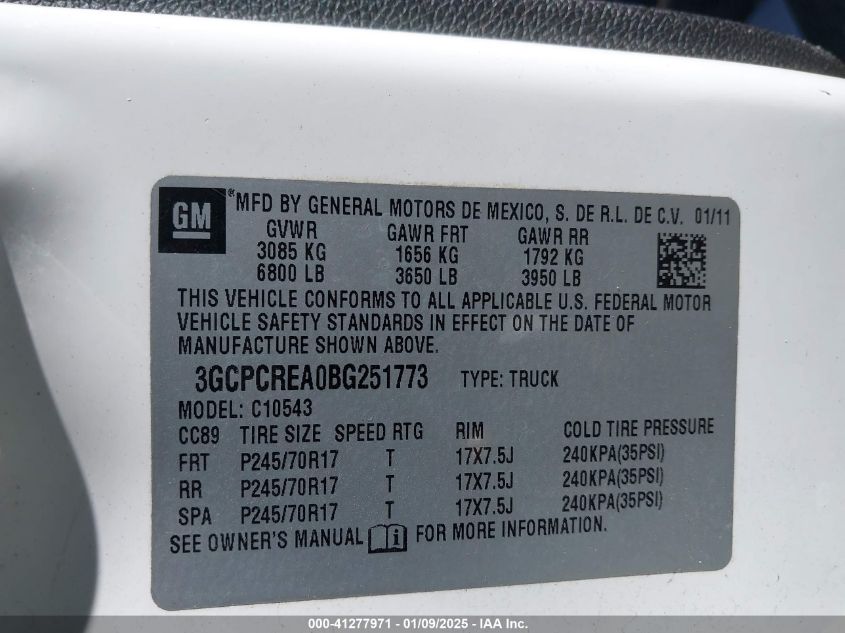 GM
®MFD BY GENERAL MOTORS DE MEXICO, S. DE R.L. DE C.V. 01/11
GVWR GAWR FRT GAWR RR
3085 KG 1656 KG 1792 KG
6800 LB 3650 LB 3950 LB
THIS VEHICLE CONFORMS TO ALL APPLICABLE U.S. FEDERAL MOTOR
VEHICLE SAFETY STANDARDS IN EFFECT ON THE DATE OF
MANUFACTURE SHOWN ABOVE.
3GCPCREA0BG251773 TYPE: TRUCK
MODEL: C10543
CC89 TIRE SIZE SPEED RTG RIM COLD TIRE PRESSURE
FRT P245/70R17 T 17X7.5J 240KPA(35PSI)
RR P245/70R17 T 17X7.5J 240KPA(35PSI)
SPA P245/70R17 T 17X7.5J 240KPA(35PSI)
SEE OWNER'S MANUAL i FOR MORE INFORMATION.
000-41277971 - 01/09/2025 - IAA Inc.